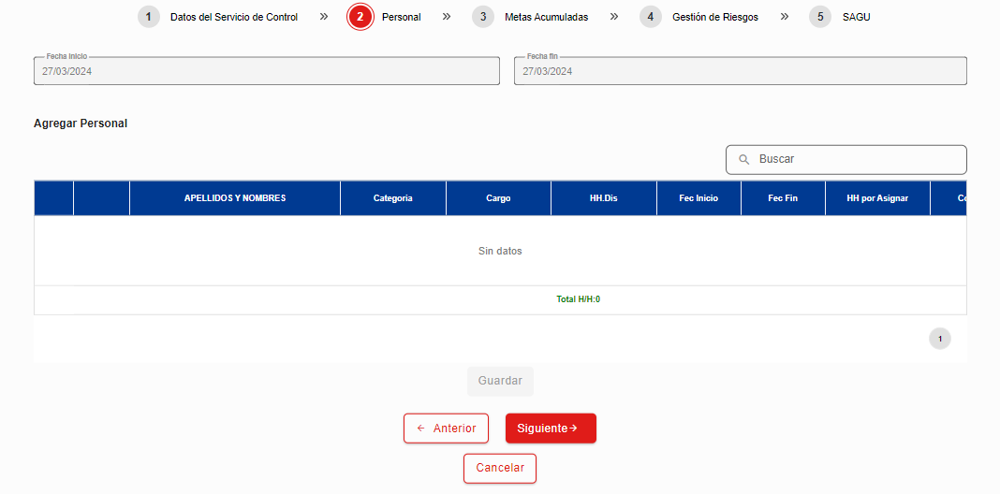 1 Datos del Servicio de Control » 2 Personal » 3 Metas Acumuladas » 4 Gestión de Riesgos » 5 SAGU
Fecha Inicio Fecha fin
27/03/2024 27/03/2024
Agregar Personal
Buscar
APELLIDOS Y NOMBRES Categoria Cargo HH.Dis Fec Inicio Fec Fin HH por Asignar Co
Sin datos
Total H/H:0
1
Guardar
← Anterior Siguiente→
Cancelar